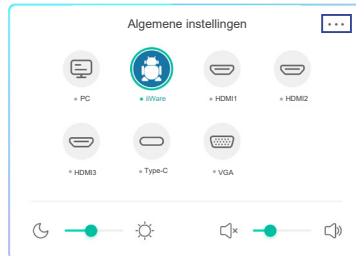 Algemene instellingen
PC
iiWare
HDMI1
HDMI2
HDMI3
Type-C
VGA